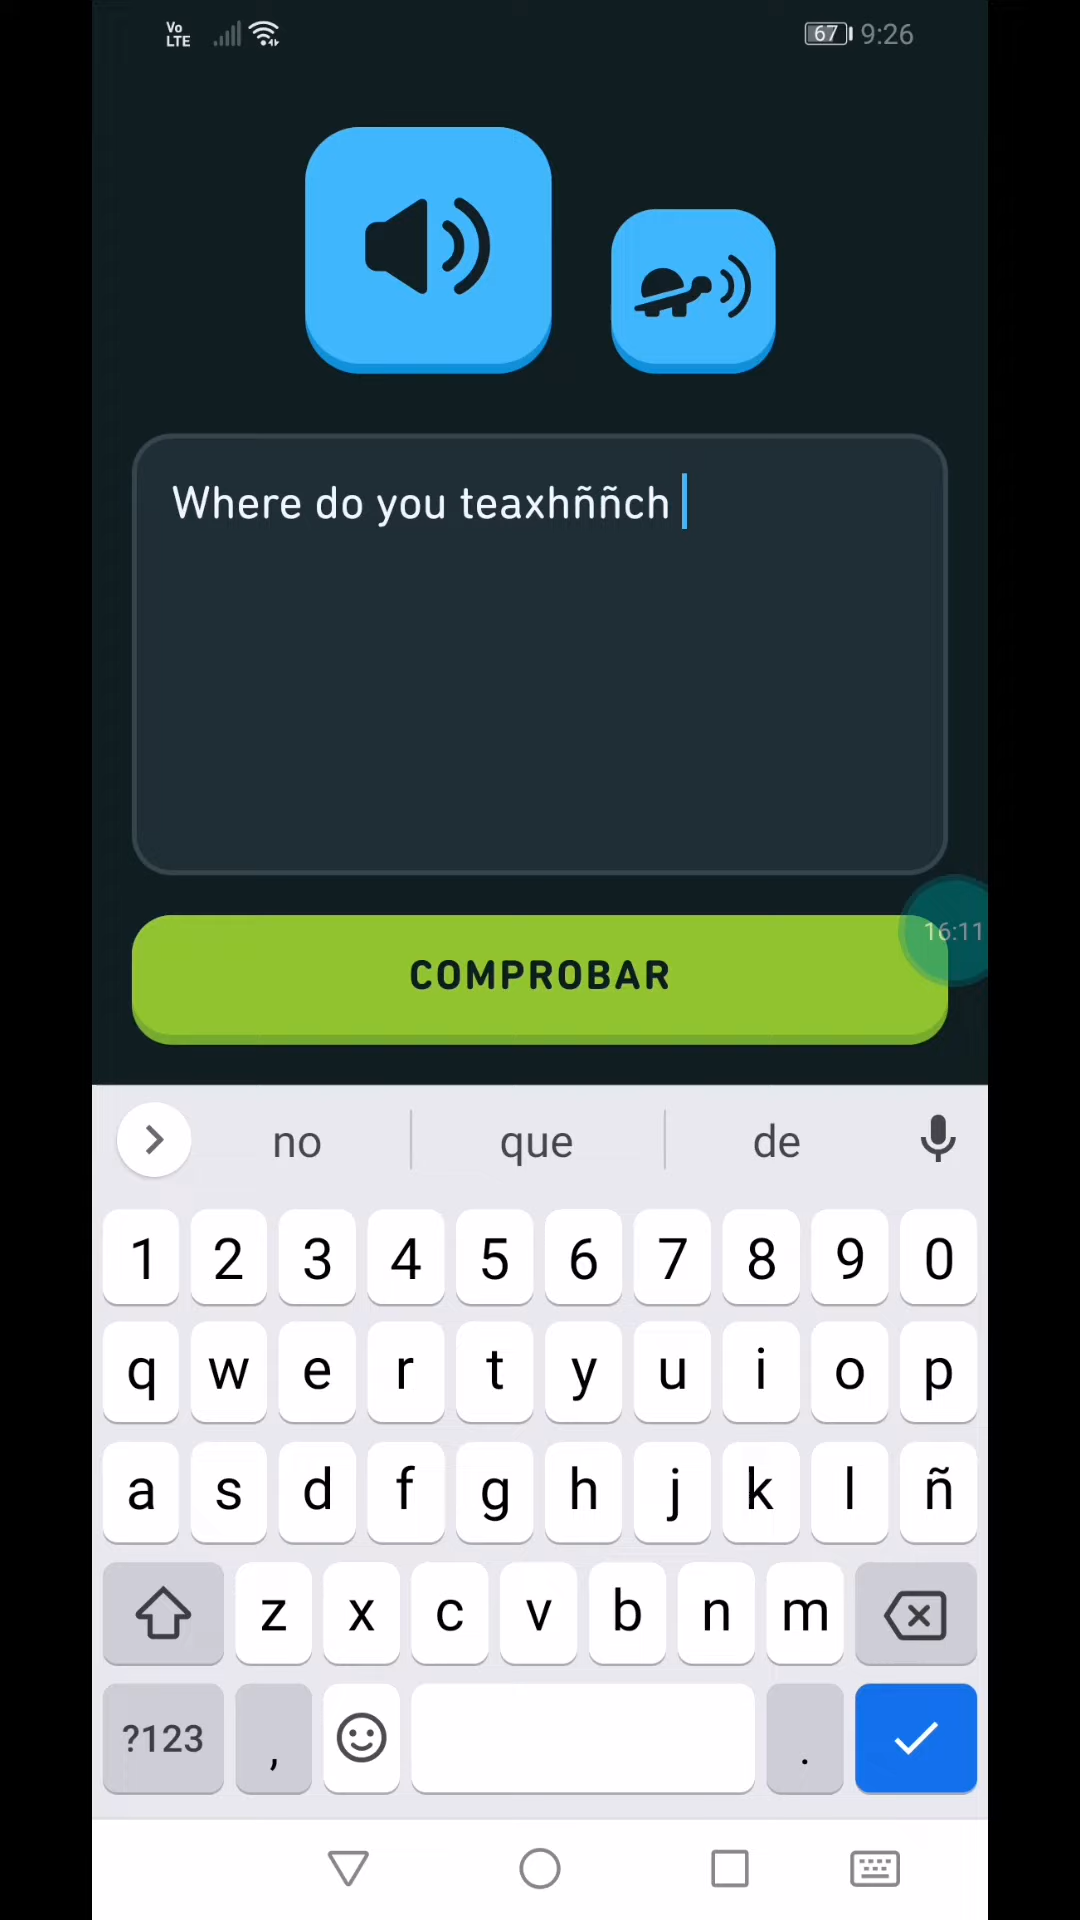 Vo
LTE
67 9:26
Where do you teaxhññch
COMPROBAR
16:11
no que de
1 2 3 4 5 6 7 8 9 0
q w e r t y u i o p
a s d f g h j k l ñ
z x c v b n m
?123 , .